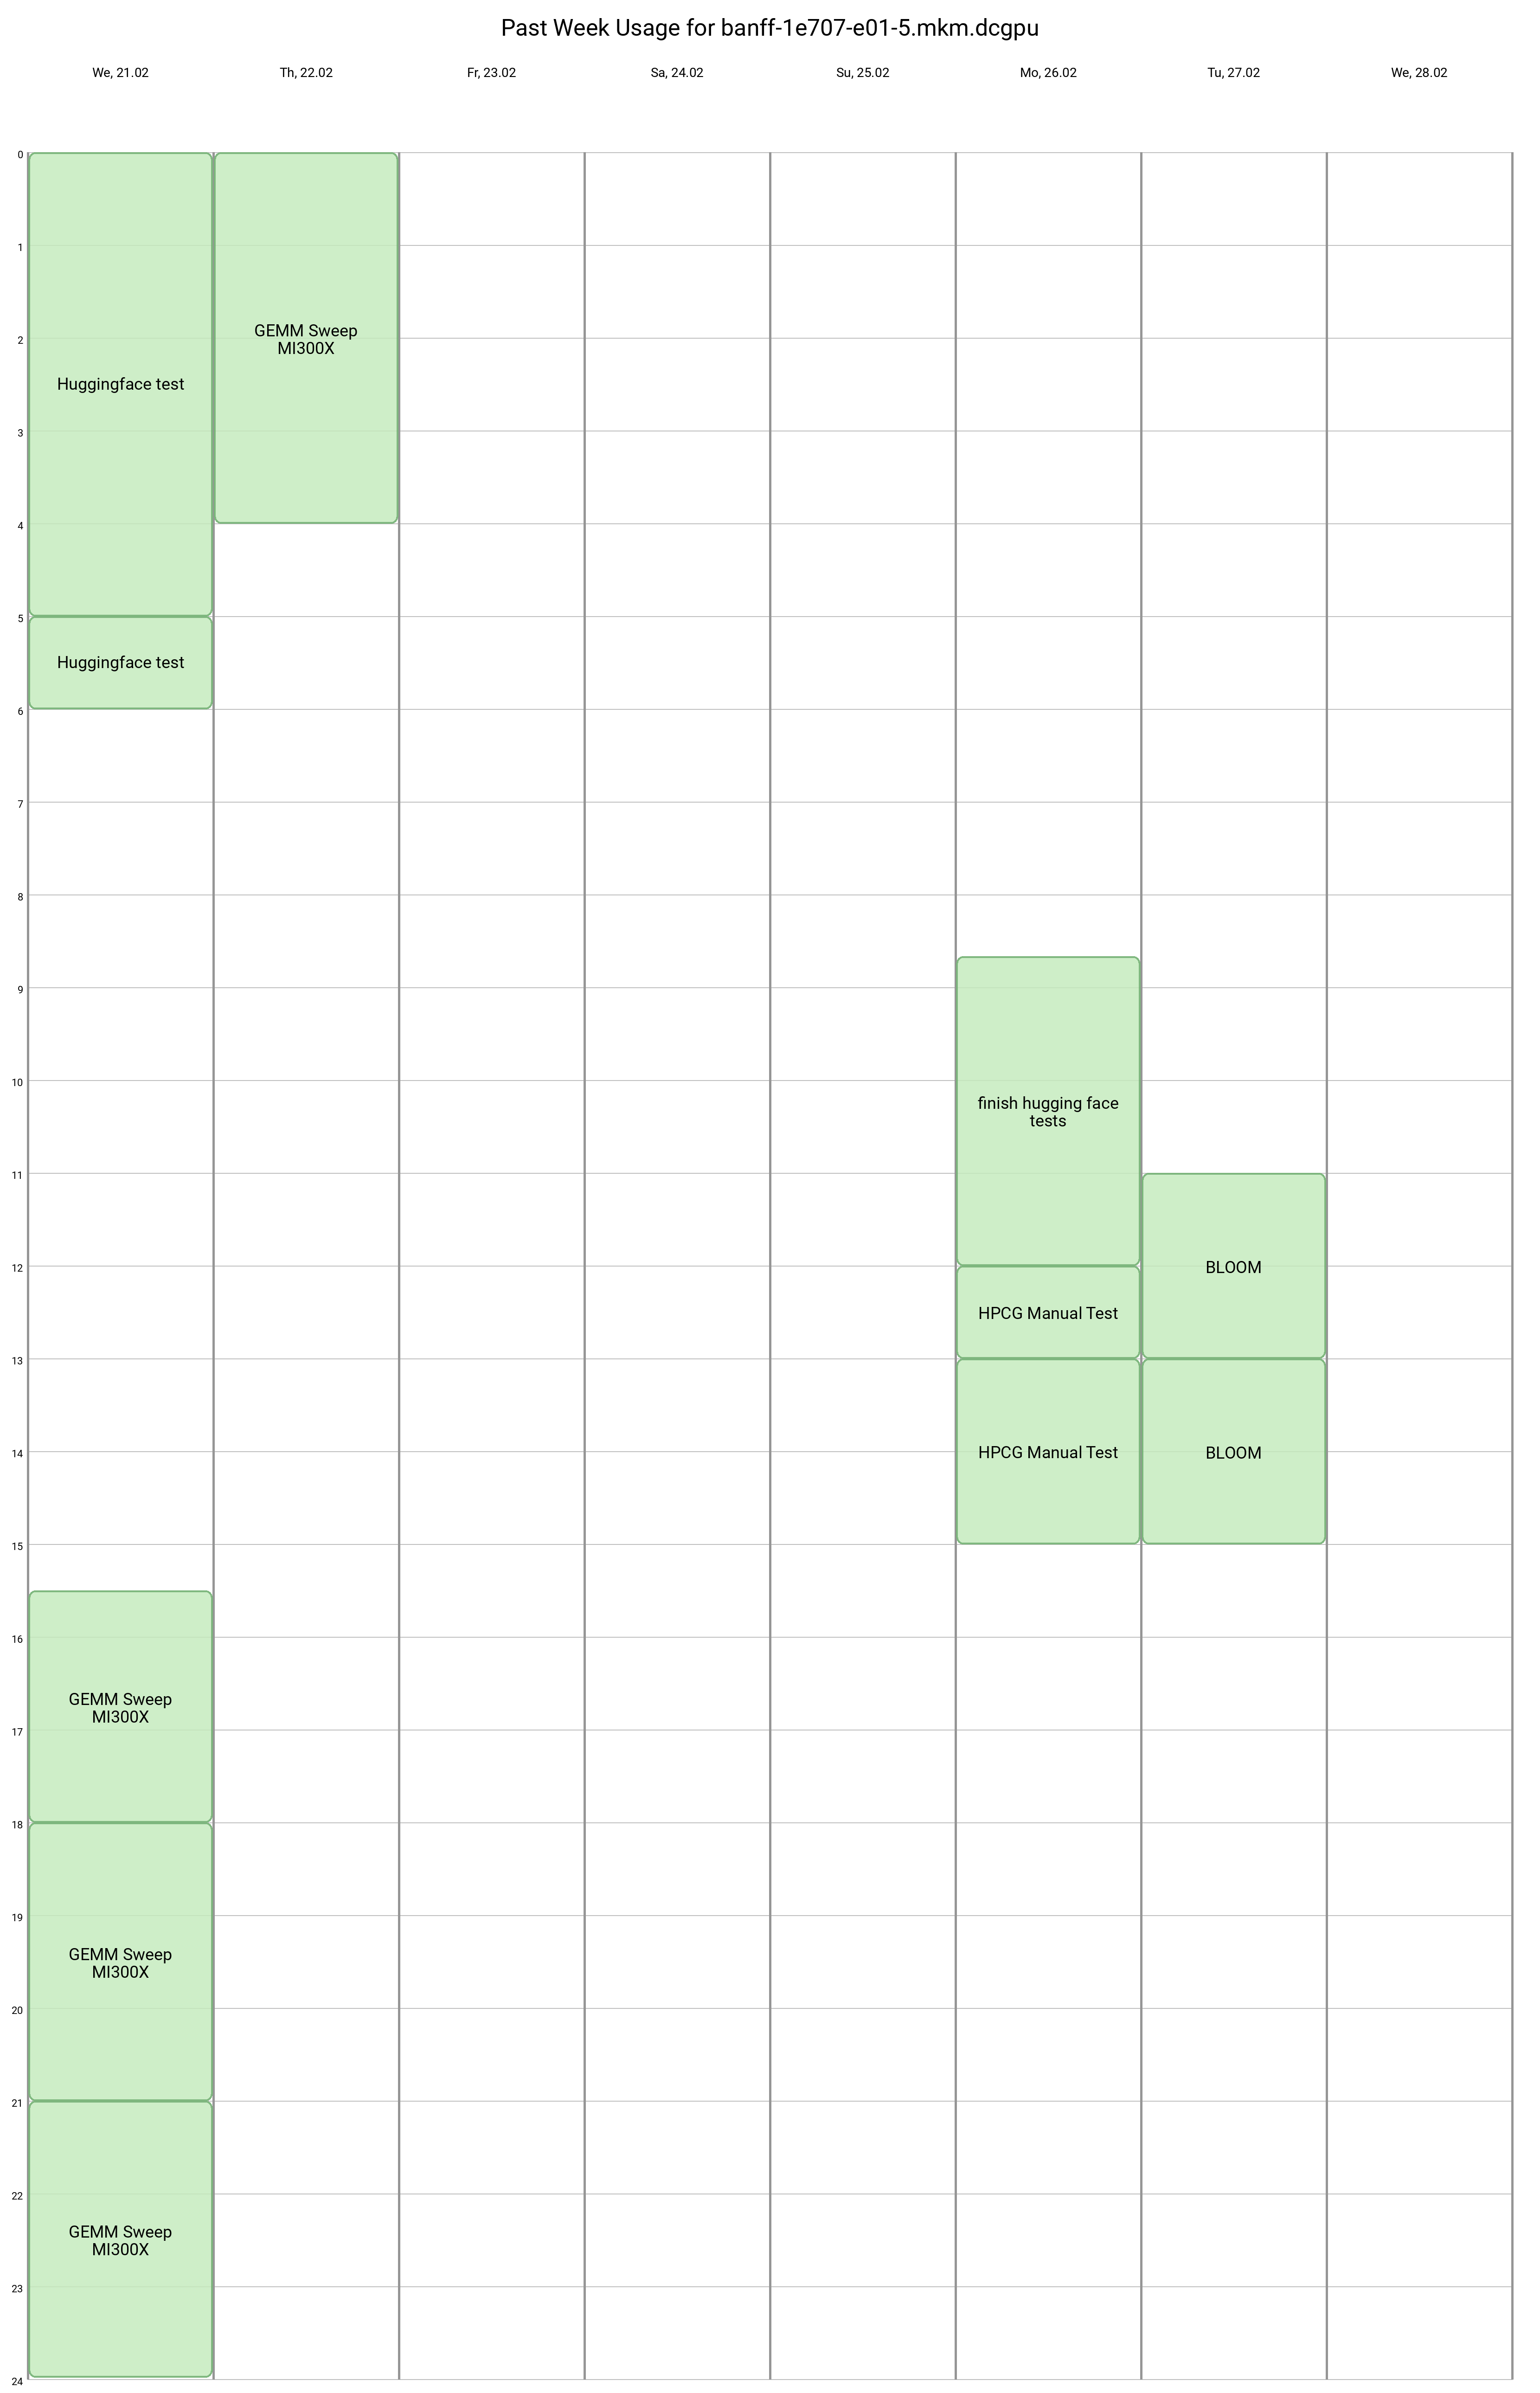 Past Week Usage for banff-1e707-e01-5.mkm.dcgpu
We, 21.02
Th, 22.02
Fr, 23.02
Sa, 24.02
Su, 25.02
Mo, 26.02
Tu, 27.02
We, 28.02
0
1
GEMM Sweep
MI300X
2
Huggingface test
3
4
5
Huggingface test
6
7
8
9
10
finish hugging face
tests
11
12
BLOOM
HPCG Manual Test
13
14
HPCG Manual Test
BLOOM
15
16
GEMM Sweep
MI300X
17
18
19
GEMM Sweep
MI300X
20
21
22
GEMM Sweep
MI300X
23
24